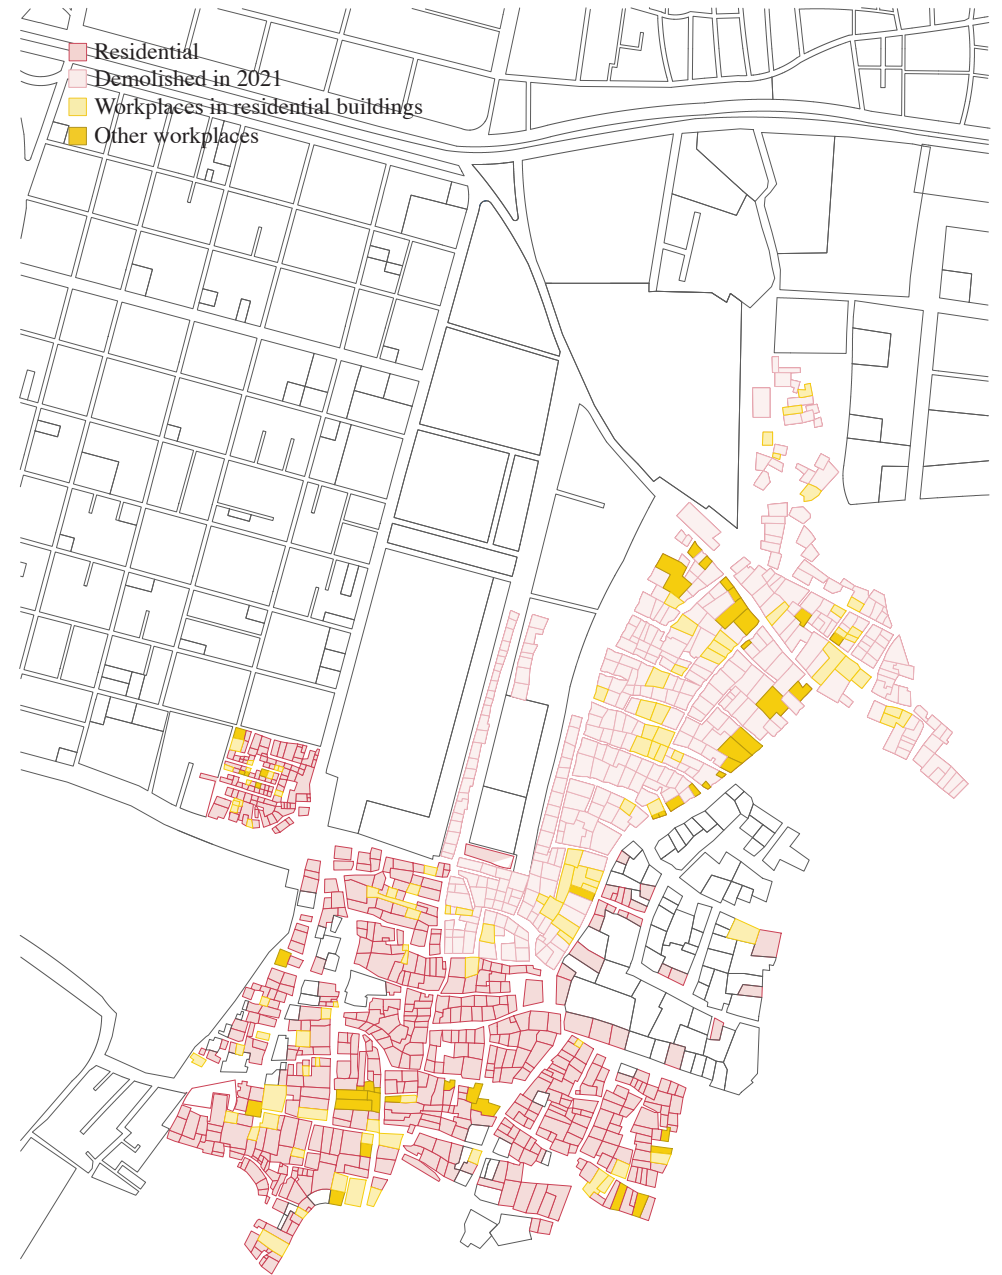 Residential
Demolished in 2021
Workplaces in residential buildings
Other workplaces